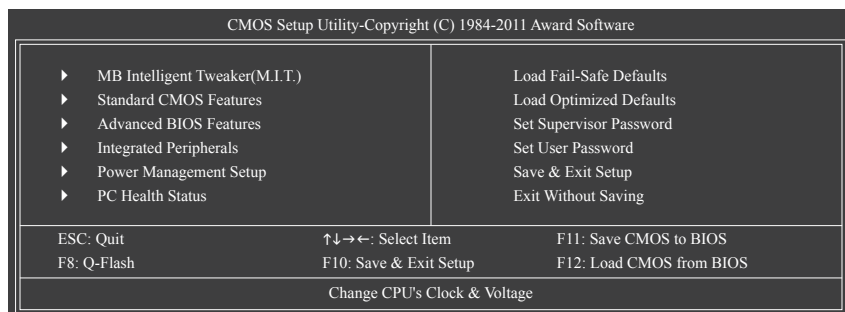 CMOS Setup Utility-Copyright (C) 1984-2011 Award Software
MB Intelligent Tweaker(M.I.T.)
Standard CMOS Features
Advanced BIOS Features
Integrated Peripherals
Power Management Setup
PC Health Status
Load Fail-Safe Defaults
Load Optimized Defaults
Set Supervisor Password
Set User Password
Save & Exit Setup
Exit Without Saving
ESC: Quit
↑↓→←: Select Item
F11: Save CMOS to BIOS
F8: Q-Flash
F10: Save & Exit Setup
F12: Load CMOS from BIOS
Change CPU's Clock & Voltage